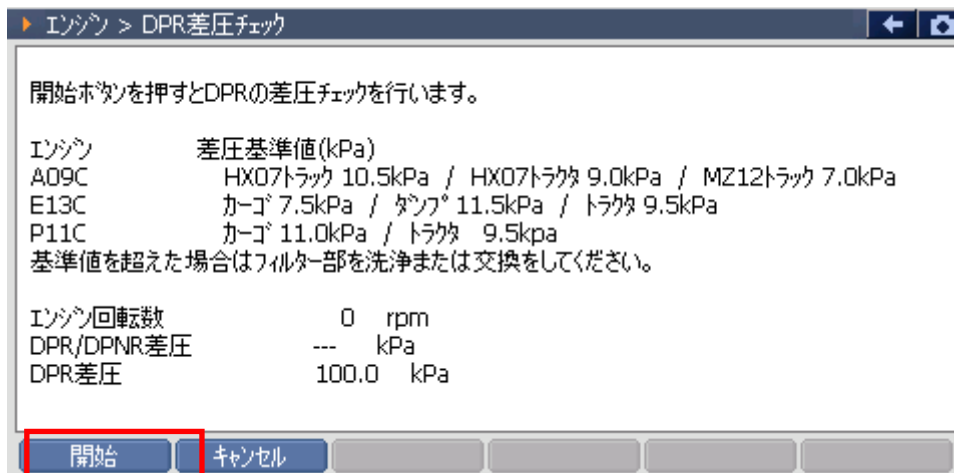 エンジン > DPR差圧チェック
開始ボタンを押すとDPRの差圧チェックを行います。
エンジン 差圧基準値(kPa)
A09C HX07トラック 10.5kPa / HX07トラクタ 9.0kPa / MZ12トラック 7.0kPa
E13C カーゴ 7.5kPa / ダンプ 11.5kPa / トラクタ 9.5kPa
P11C カーゴ 11.0kPa / トラクタ 9.5kpa
基準値を超えた場合はフィルター部を洗浄または交換をしてください。
エンジン回転数 0 rpm
DPR/DPNR差圧 --- kPa
DPR差圧 100.0 kPa
開始 キャンセル